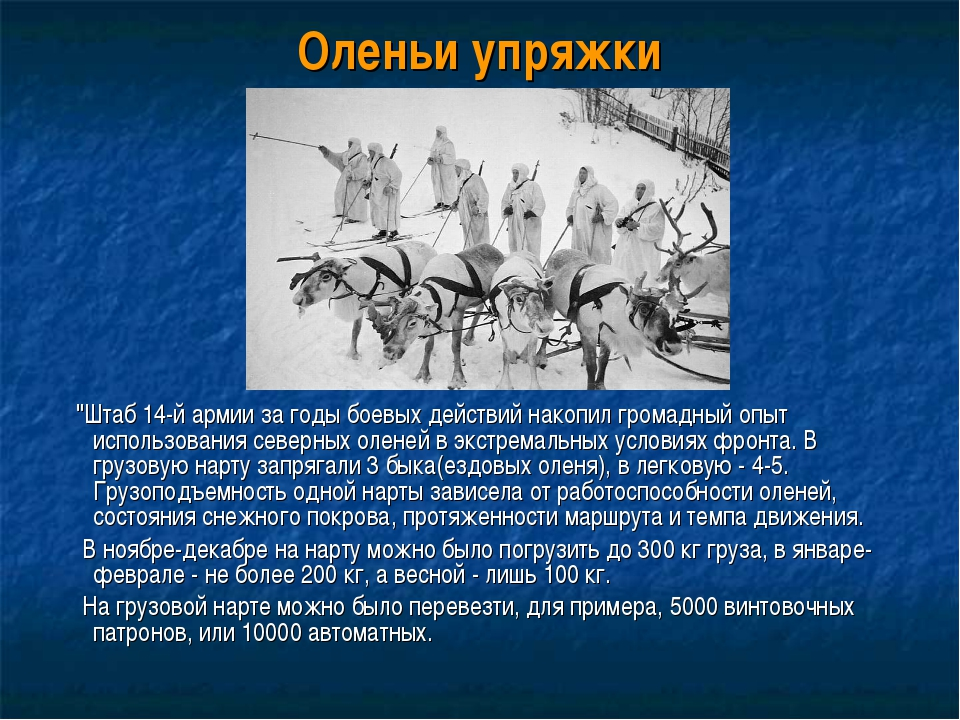 Оленьи упряжки
"Штаб 14-й армии за годы боевых действий накопил громадный опыт
использования северных оленей в экстремальных условиях фронта. В
грузовую нарту запрягали 3 быка(ездовых оленя), в легковую - 4-5.
Грузоподъемность одной нарты зависела от работоспособности оленей,
состояния снежного покрова, протяженности маршрута и темпа движения.
В ноябре-декабре на нарту можно было погрузить до 300 кг груза, в январе-
феврале - не более 200 кг, а весной - лишь 100 кг.
На грузовой нарте можно было перевезти, для примера, 5000 винтовочных
патронов, или 10000 автоматных.